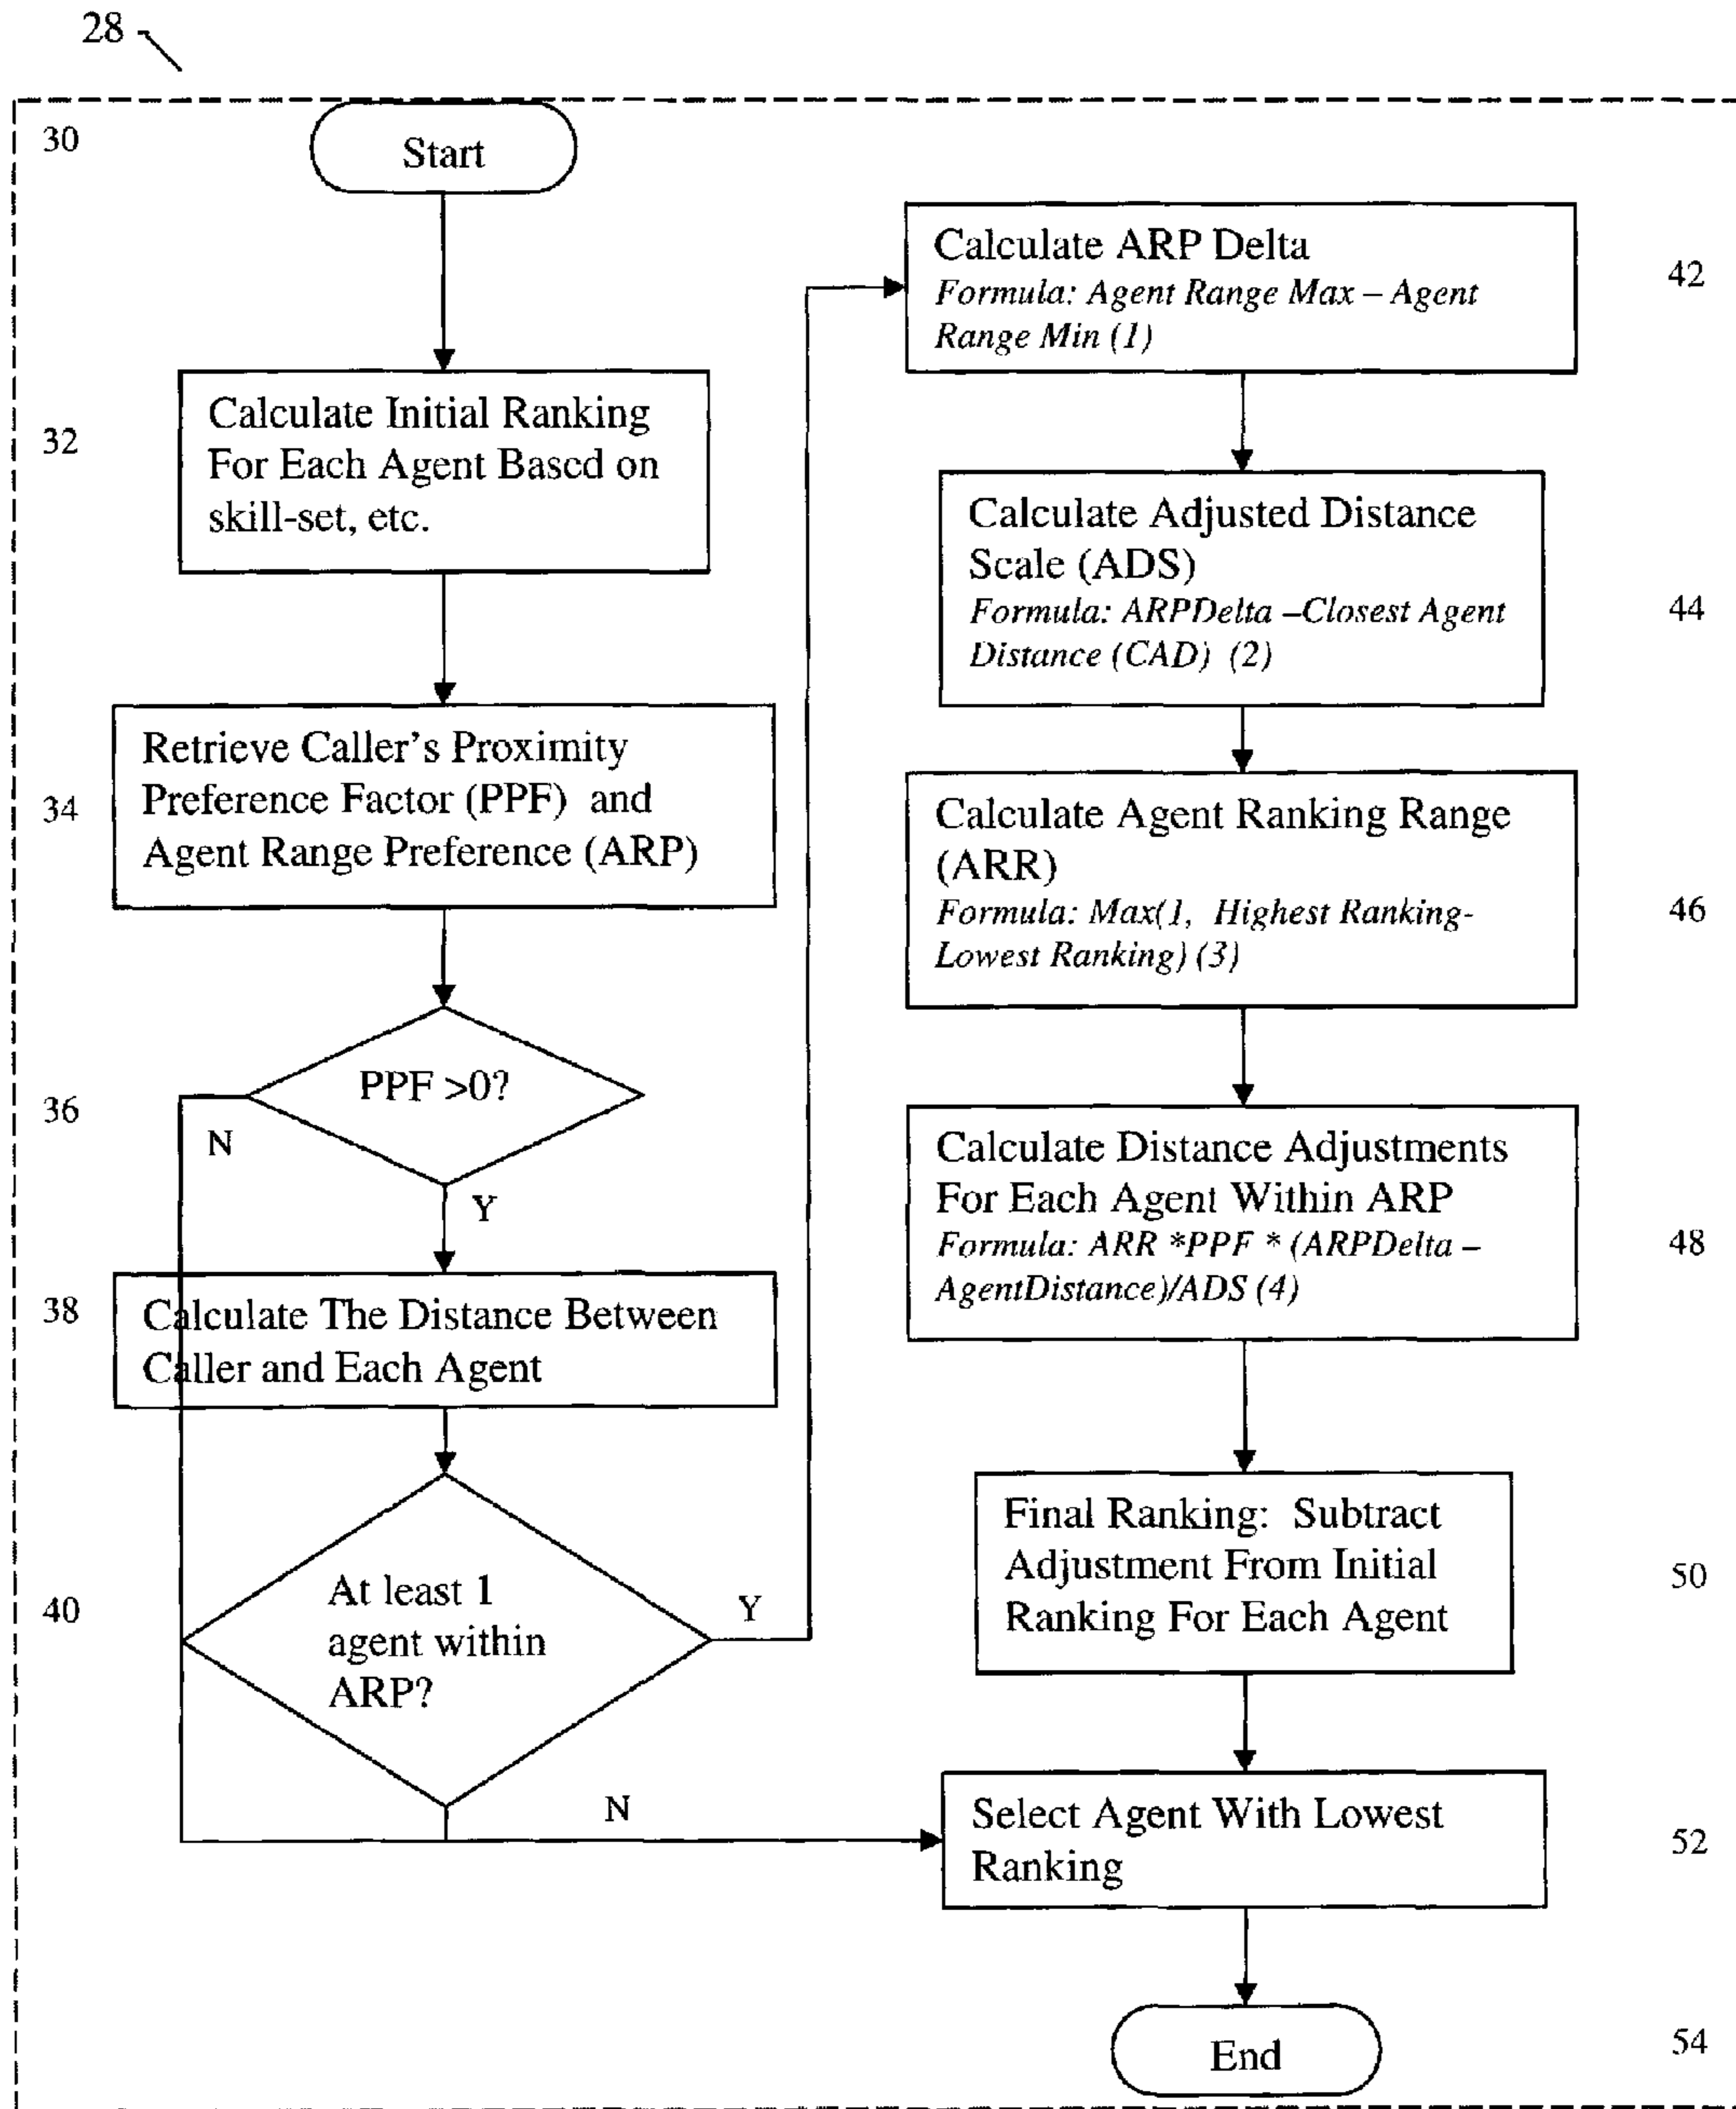 28
30
Start
32
Calculate Initial Ranking
For Each Agent Based on
skill-set, etc.
34
Retrieve Caller's Proximity
Preference Factor (PPF) and
Agent Range Preference (ARP)
36
PPF >0?
N
Y
38
Calculate The Distance Between
Caller and Each Agent
40
At least 1
agent within
ARP?
Y
N
Calculate ARP Delta
Formula: Agent Range Max – Agent
Range Min (1)
42
Calculate Adjusted Distance
Scale (ADS)
Formula: ARPDelta –Closest Agent
Distance (CAD) (2)
44
Calculate Agent Ranking Range
(ARR)
Formula: Max(1, Highest Ranking-
Lowest Ranking) (3)
46
Calculate Distance Adjustments
For Each Agent Within ARP
Formula: ARR *PPF * (ARPDelta –
AgentDistance)/ADS (4)
48
Final Ranking: Subtract
Adjustment From Initial
Ranking For Each Agent
50
Select Agent With Lowest
Ranking
52
End
54